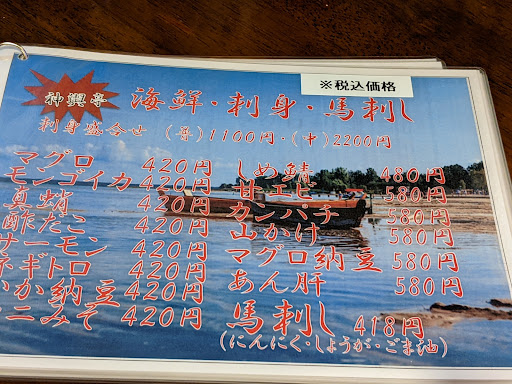 ※税込価格
神輿亭
海鮮・刺身・馬刺し
刺身盛合せ (普)1100円・(中)2200円
マグロ 420円
モンゴイカ 420円
真蛸 420円
酢だこ 420円
サーモン 420円
ネギトロ 420円
いか納豆 420円
ニみそ 420円
しめ鯖 480円
甘エビ 580円
カンパチ 580円
山かけ 580円
マグロ納豆 580円
あん肝 580円
馬刺し 418円
(にんにく・しょうが・ごま油)